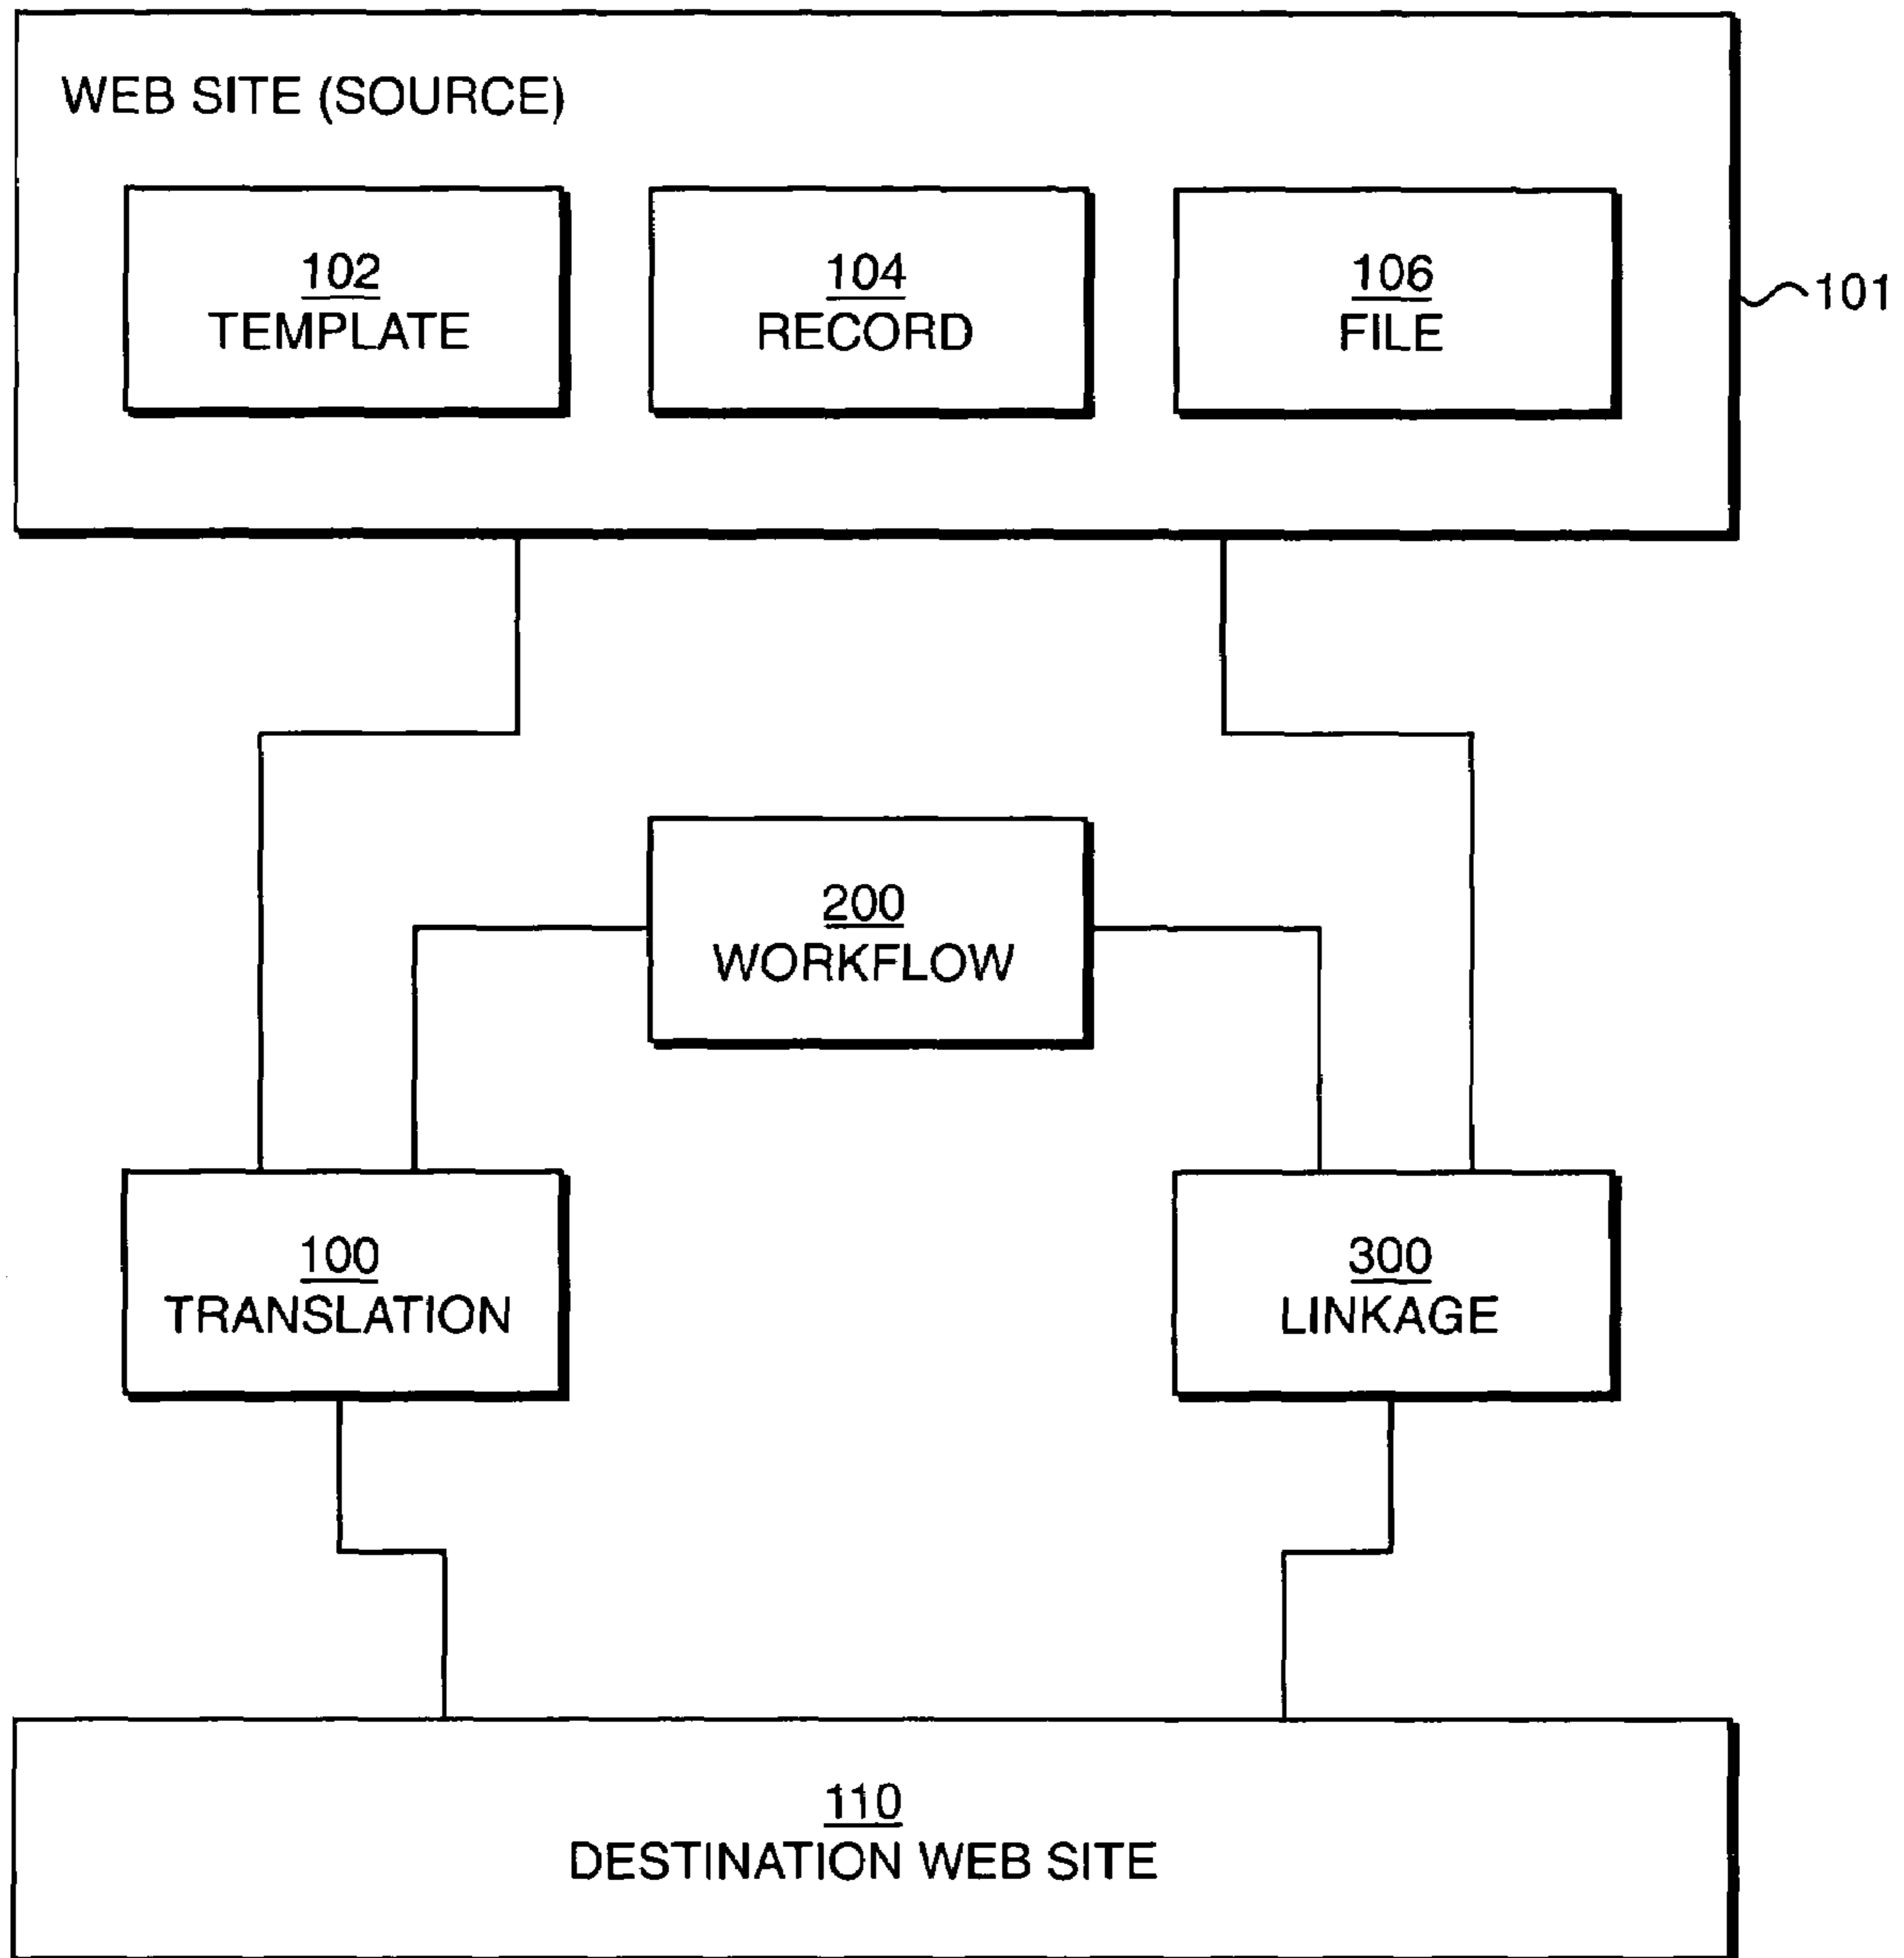 WEB SITE (SOURCE)
102
TEMPLATE
104
RECORD
106
FILE
101
200
WORKFLOW
100
TRANSLATION
300
LINKAGE
110
DESTINATION WEB SITE